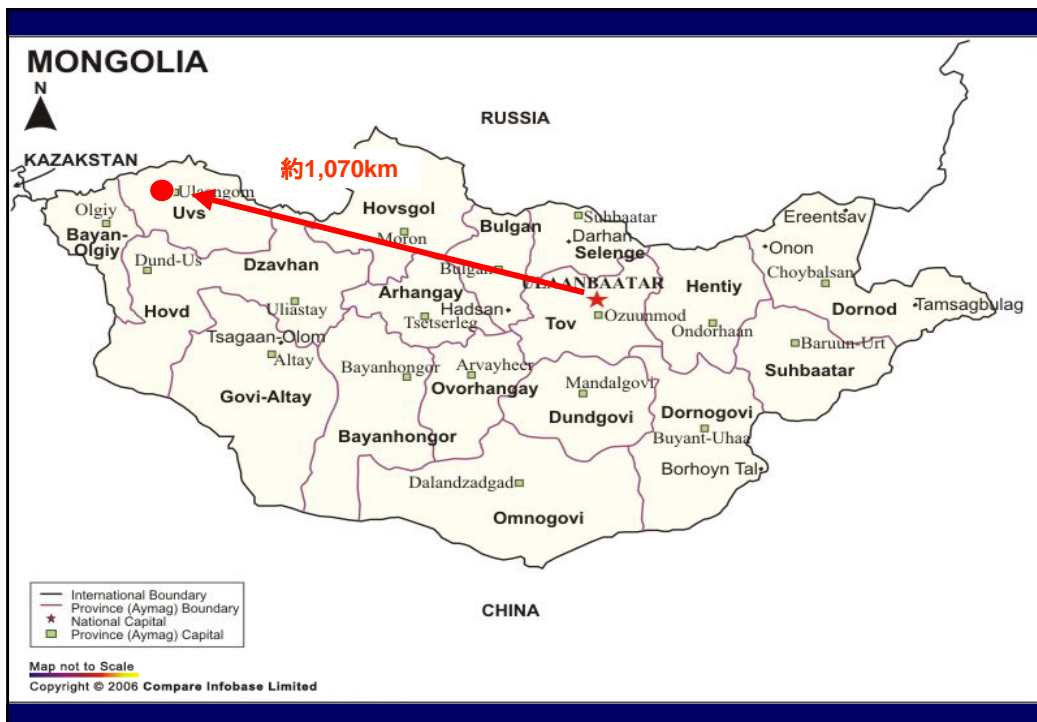 MONGOLIA
N
RUSSIA
KAZAKSTAN
約1,070km
Ulaangom
Uvs
Olgiy
Bayan-
Olgiy
Hovsgol
Moron
Bulgan
Suhbaatar
Darhan
Selenge
Ereentsav
Onon
Choybalsan
Dund-Us
Dzavhan
Bulgan
ULAANBAATAR
Hentiy
Hovd
Uliastay
Arhangay
Hadsan
Tsetserleg
Tov
Ozuunmod
Ondorhaan
Dornod
Tamsagbulag
Tsagaan-Olom
Altay
Bayanhongor
Arvayheer
Ovorhangay
Mandalgovi
Dundgovi
Baruun-Urt
Suhbaatar
Govi-Altay
Bayanhongor
Dornogovi
Buyant-Uhaa
Borhoyn Tal
Dalandzadgad
Omnogovi
CHINA
International Boundary
Province (Aymag) Boundary
National Capital
Province (Aymag) Capital
Map not to Scale
Copyright © 2006 Compare Infobase Limited